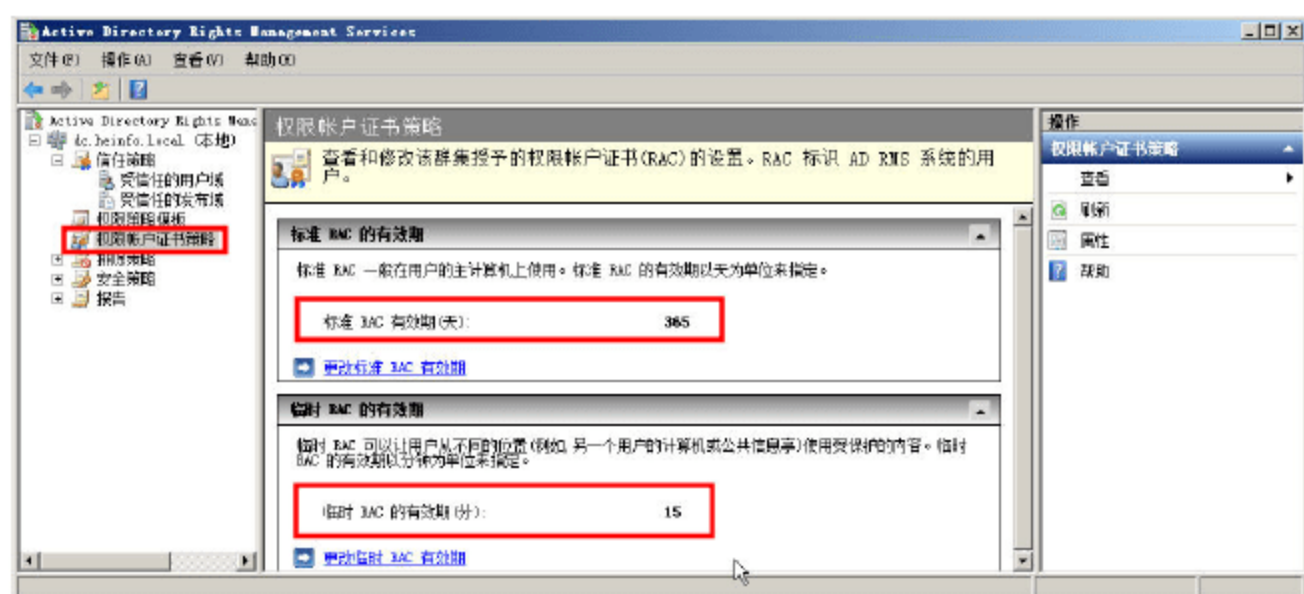 Active Directory Rights Management Services
文件(F) 操作(A) 查看(V) 帮助(H)
Active Directory Rights Mana
dc.heinfo.local (本地)
信任策略
受信任的用户域
受信任的发布域
权限策略模板
权限帐户证书策略
排除策略
安全策略
报告
权限帐户证书策略
查看和修改该群集授予的权限帐户证书(RAC)的设置。RAC 标识 AD RMS 系统的用
户。
标准 RAC 的有效期
标准 RAC 一般在用户的主计算机上使用。标准 RAC 的有效期以天为单位来指定。
标准 RAC 有效期(天): 365
更改标准 RAC 有效期
临时 RAC 的有效期
临时 RAC 可以让用户从不同的位置(例如,另一个用户的计算机或公共信息亭)使用受保护的内容。临时
RAC 的有效期以分钟为单位来指定。
临时 RAC 的有效期(分): 15
更改临时 RAC 有效期
操作
权限帐户证书策略
查看
刷新
属性
帮助